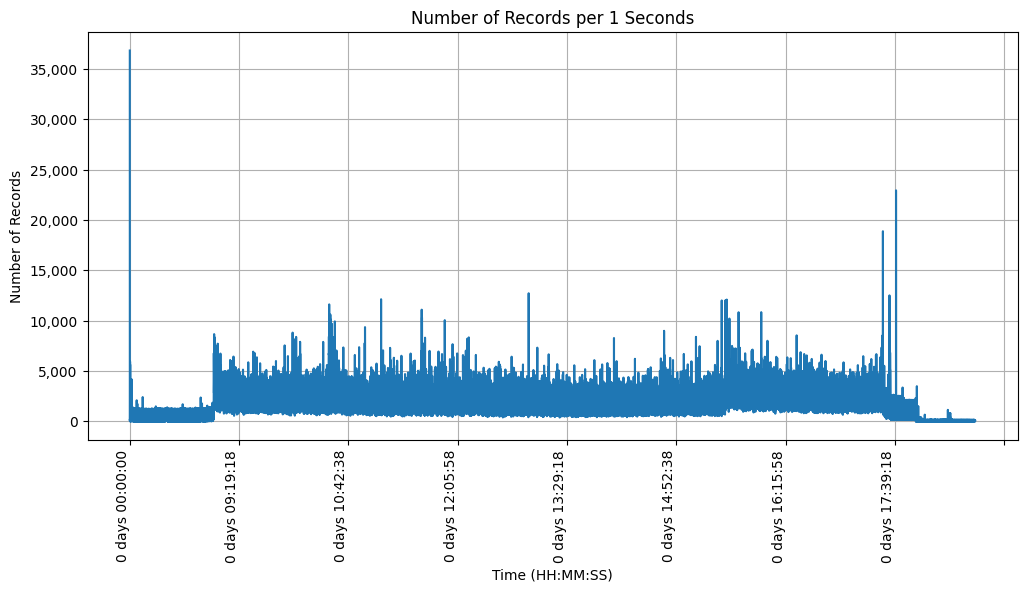 Number of Records per 1 Seconds
Number of Records
35,000
30,000
25,000
20,000
15,000
10,000
5,000
0
0 days 00:00:00
0 days 09:19:18
0 days 10:42:38
0 days 12:05:58
0 days 13:29:18
0 days 14:52:38
0 days 16:15:58
0 days 17:39:18
Time (HH:MM:SS)